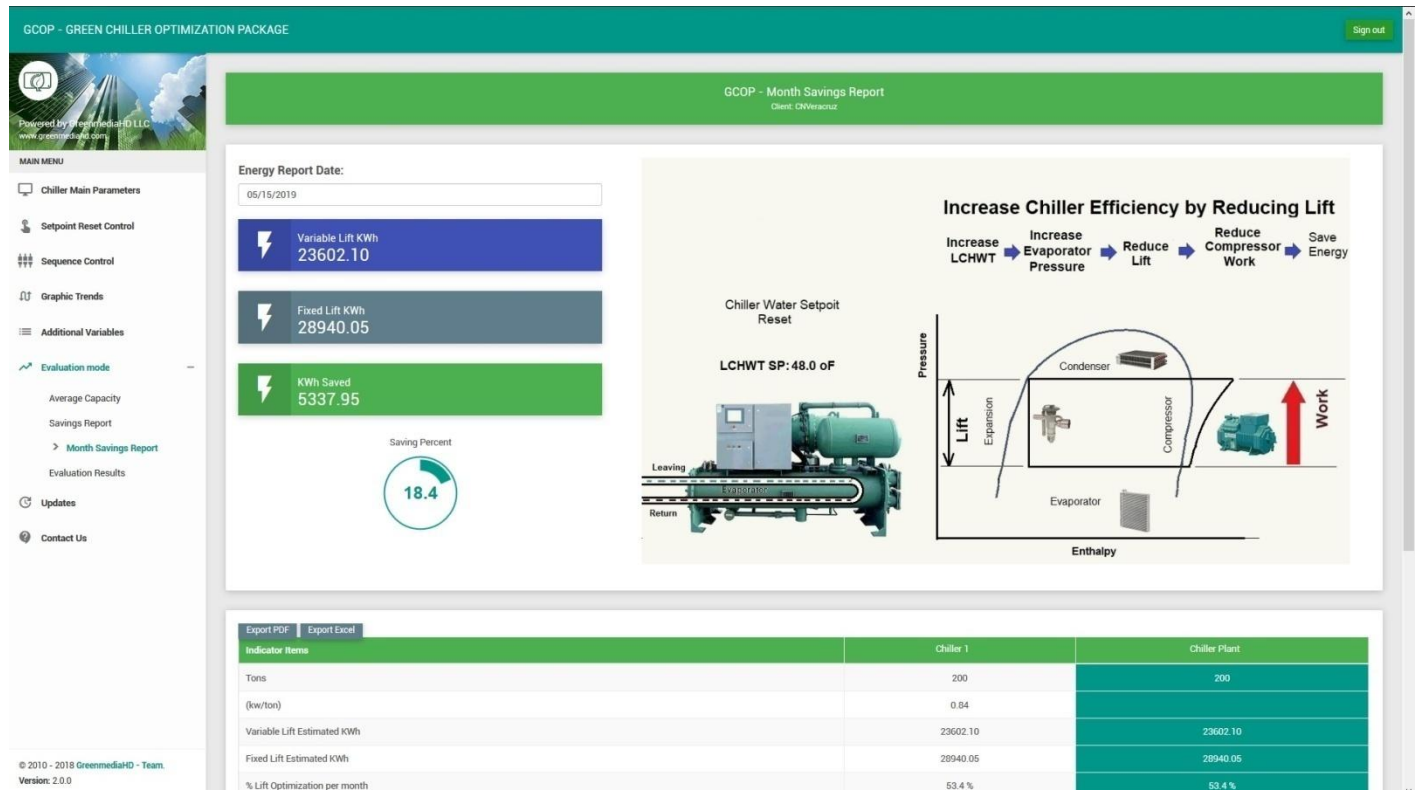 GCOP - GREEN CHILLER OPTIMIZATION PACKAGE
Sign out
Powered by GreenmediaHD LLC
www.greenmediahd.com
MAIN MENU
Chiller Main Parameters
Setpoint Reset Control
Sequence Control
Graphic Trends
Additional Variables
Evaluation mode
Average Capacity
Savings Report
> Month Savings Report
Evaluation Results
Updates
Contact Us
© 2010 - 2018 GreenmediaHD - Team.
Version: 2.0.0
GCOP - Month Savings Report
Client: CNVeracruz
Energy Report Date:
05/15/2019
Variable Lift KWh
23602.10
Fixed Lift KWh
28940.05
KWh Saved
5337.95
Saving Percent
18.4
Increase Chiller Efficiency by Reducing Lift
Increase
LCHWT
Increase
Evaporator
Pressure
Reduce
Lift
Reduce
Compressor
Work
Save
Energy
Chiller Water Setpoit
Reset
LCHWT SP: 48.0 oF
Leaving
Evaporator
Return
Pressure
Lift
Expansion
Condenser
Compressor
Work
Evaporator
Enthalpy
Export PDF Export Excel
Indicator Items Chiller 1 Chiller Plant
Tons 200 200
(kw/ton) 0.84
Variable Lift Estimated KWh 23602.10 23602.10
Fixed Lift Estimated KWh 28940.05 28940.05
% Lift Optimization per month 53.4 % 53.4 %